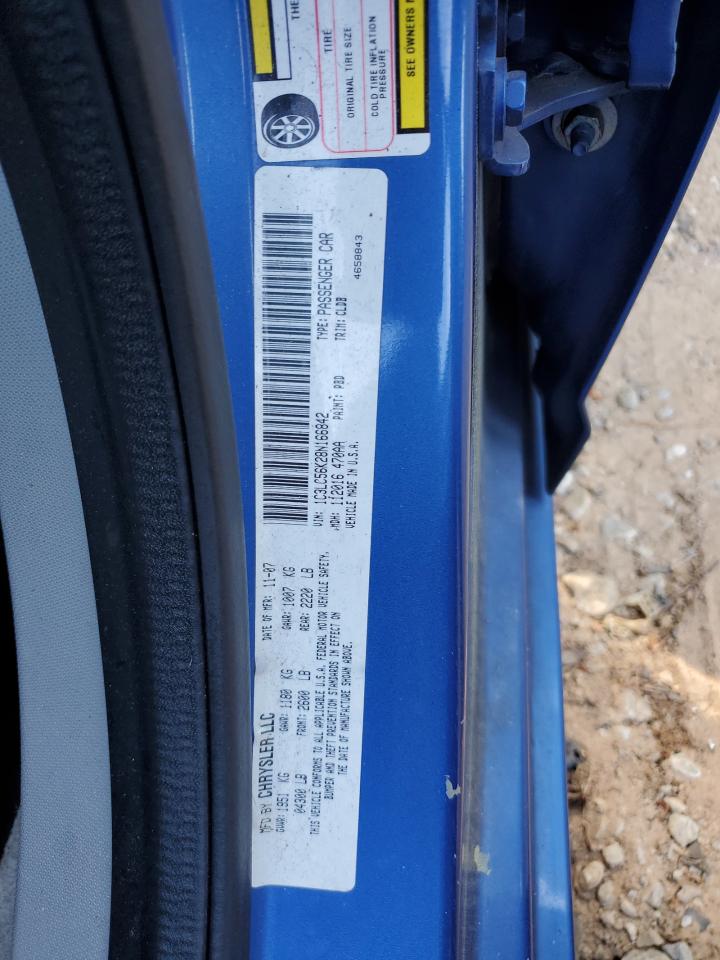 MFD BY CHRYSLER LLC DATE OF MFR: 11-07
GVWR: 1951 KG GAWR: 1180 KG GAWR: 1007 KG
04300 LB FRONT: 2600 LB REAR: 2220 LB
THIS VEHICLE CONFORMS TO ALL APPLICABLE U.S.A. FEDERAL MOTOR VEHICLE SAFETY,
BUMPER AND THEFT PREVENTION STANDARDS IN EFFECT ON
THE DATE OF MANUFACTURE SHOWN ABOVE.
VIN: 1C3LC56K28N166842 TYPE: PASSENGER CAR
MDH: 112016 470AA PAINT: PBD TRIM: CLDB
VEHICLE MADE IN U.S.A. 4658843
THE
TIRE
ORIGINAL TIRE SIZE
COLD TIRE INFLATION
PRESSURE
SEE OWNERS